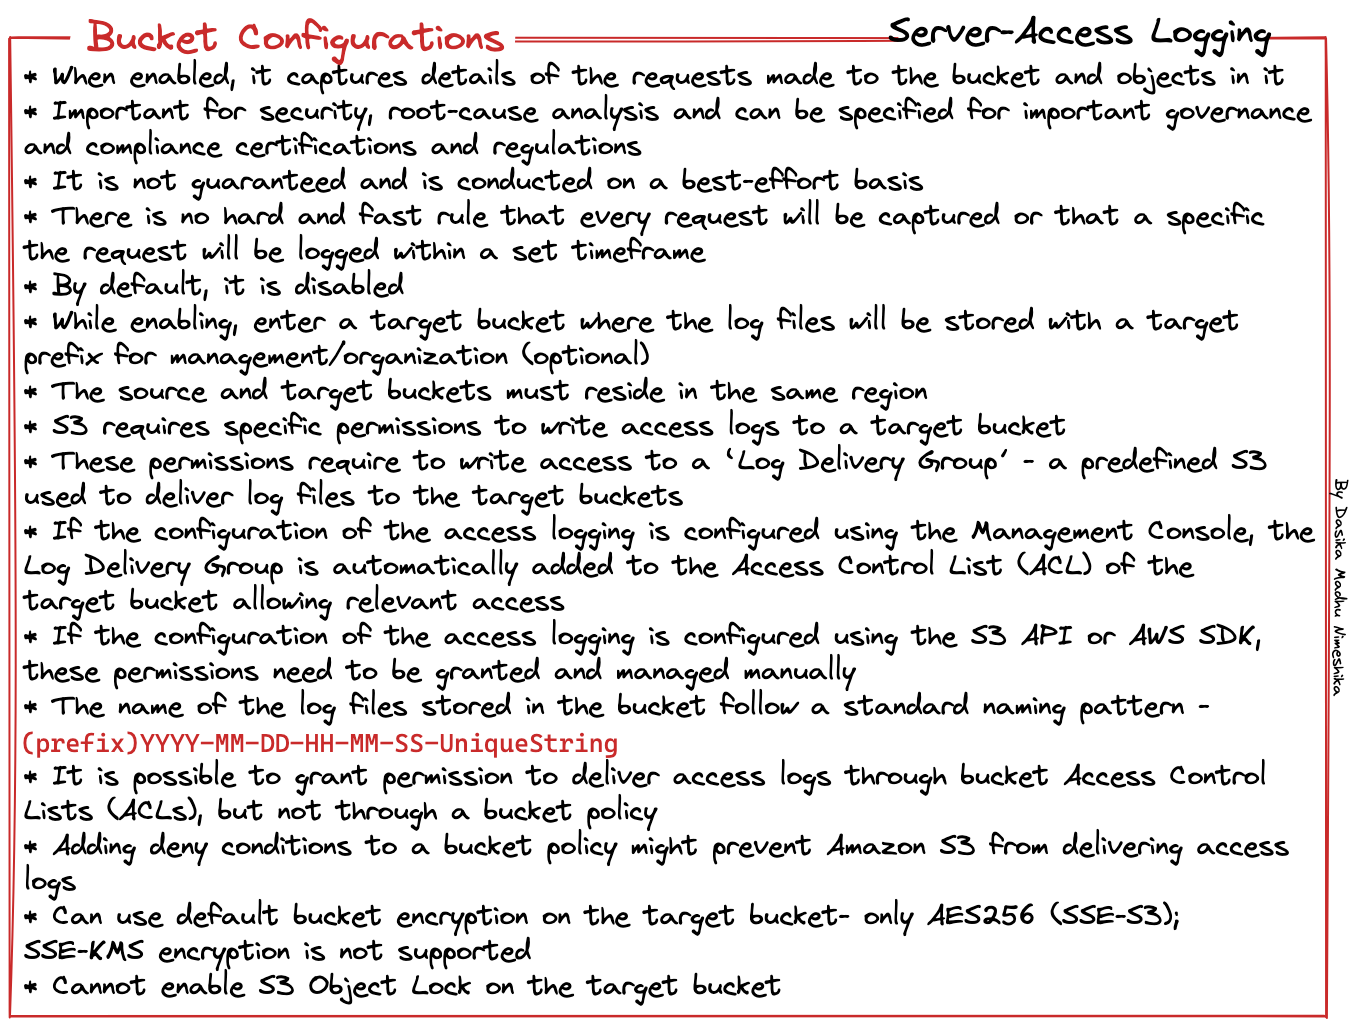 Bucket Configurations
Server-Access Logging
* When enabled, it captures details of the requests made to the bucket and objects in it
* Important for security, root-cause analysis and can be specified for important governance
and compliance certifications and regulations
* It is not guaranteed and is conducted on a best-effort basis
* There is no hard and fast rule that every request will be captured or that a specific
the request will be logged within a set timeframe
* By default, it is disabled
* While enabling, enter a target bucket where the log files will be stored with a target
prefix for management/organization (optional)
* The source and target buckets must reside in the same region
* S3 requires specific permissions to write access logs to a target bucket
* These permissions require to write access to a 'Log Delivery Group' - a predefined S3
used to deliver log files to the target buckets
* If the configuration of the access logging is configured using the Management Console, the
Log Delivery Group is automatically added to the Access Control List (ACL) of the
target bucket allowing relevant access
* If the configuration of the access logging is configured using the S3 API or AWS SDK,
these permissions need to be granted and managed manually
* The name of the log files stored in the bucket follow a standard naming pattern -
(prefix)YYYY-MM-DD-HH-MM-SS-UniqueString
* It is possible to grant permission to deliver access logs through bucket Access Control
Lists (ACLs), but not through a bucket policy
* Adding deny conditions to a bucket policy might prevent Amazon S3 from delivering access
logs
* Can use default bucket encryption on the target bucket- only AES256 (SSE-S3);
SSE-KMS encryption is not supported
* Cannot enable S3 Object Lock on the target bucket
By Dasika Madhu Nimeshika